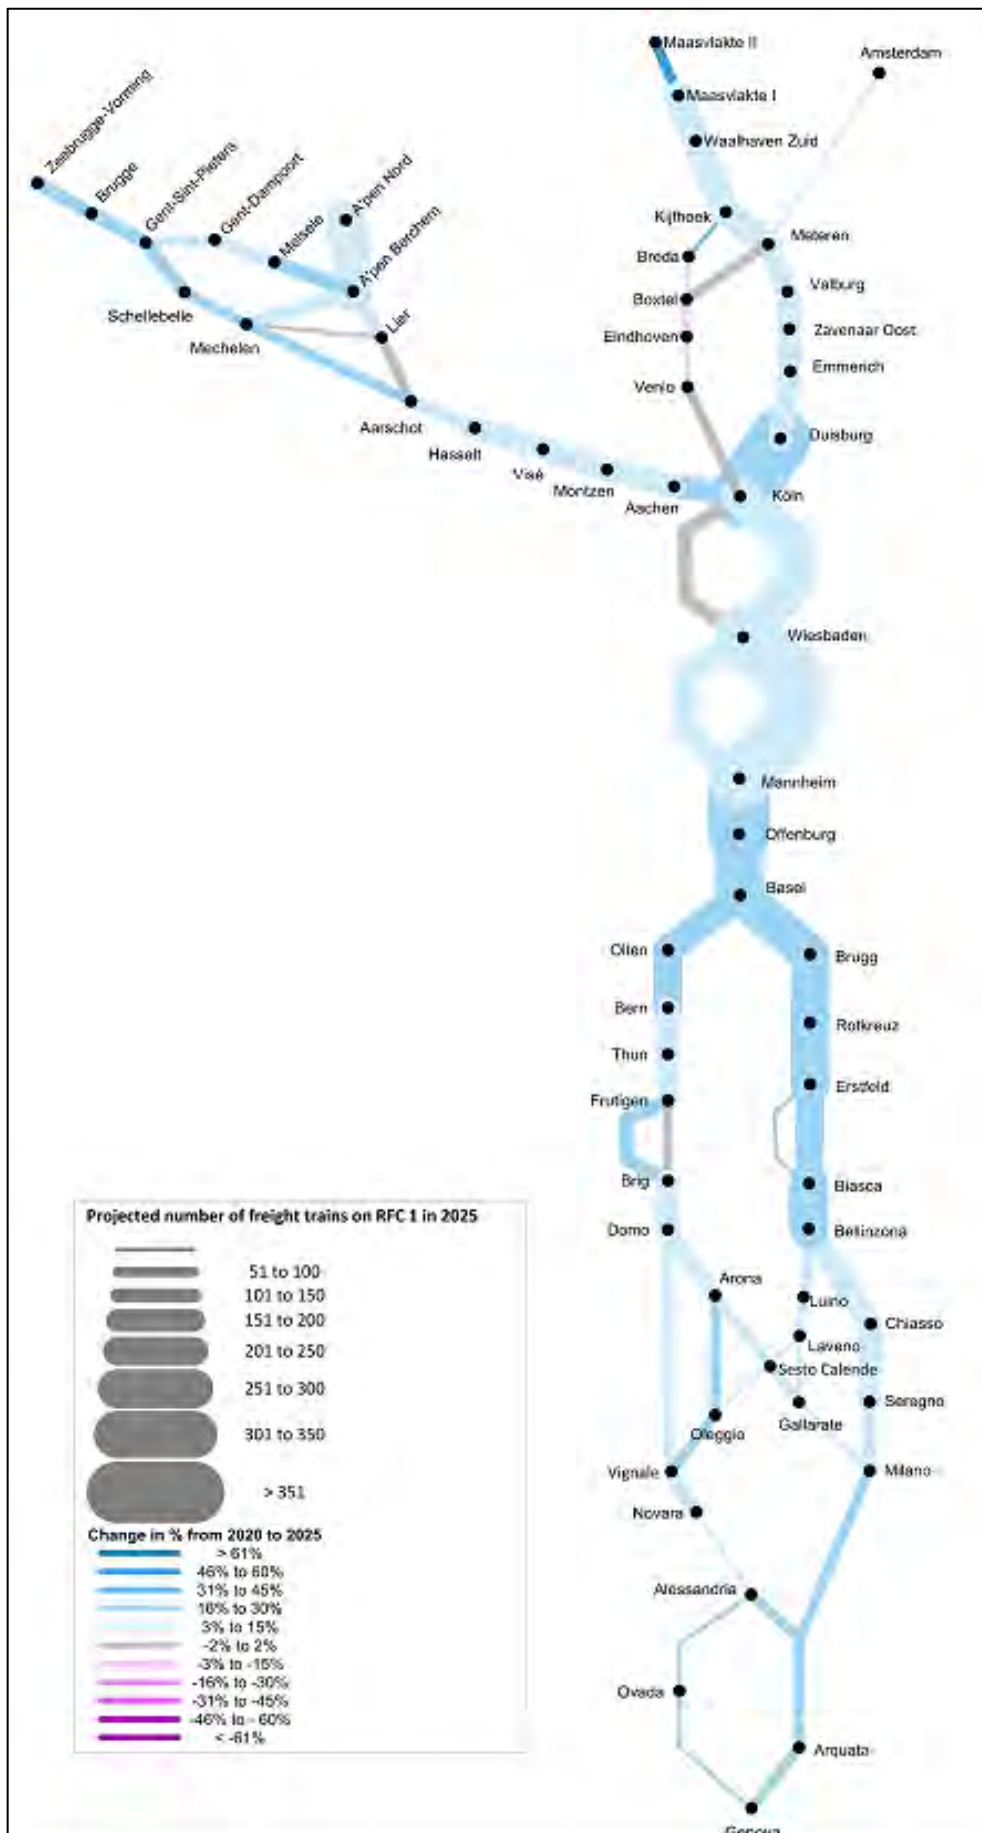 Maasvlakte II
Amsterdam
Maasvlakte I
Waalhaven Zuid
Zeebrugge-Vorming
Brugge
Gent-Sint-Pieters
Gent-Dampoort
Melsele
A'pen Nord
A'pen Berchem
Lier
Kijfhoek
Meteren
Breda
Valburg
Boxtel
Schellebelle
Zavenaar Oost
Eindhoven
Mechelen
Emmerich
Venlo
Aarschot
Duisburg
Hasselt
Visé
Montzen
Köln
Aachen
Wiesbaden
Mannheim
Offenburg
Basel
Olten
Brugg
Bern
Rotkreuz
Thun
Erstfeld
Frutigen
Brig
Biasca
Domo
Bellinzona
Arona
Luino
Chiasso
Laveno
Sesto Calende
Seregno
Gallarate
Oleggio
Vignale
Milano
Novara
Alessandria
Ovada
Arquata
Genova
Projected number of freight trains on RFC 1 in 2025
51 to 100
101 to 150
151 to 200
201 to 250
251 to 300
301 to 350
> 351
Change in % from 2020 to 2025
> 61%
46% to 60%
31% to 45%
16% to 30%
3% to 15%
-2% to 2%
-3% to -15%
-16% to -30%
-31% to -45%
-46% to - 60%
< -61%